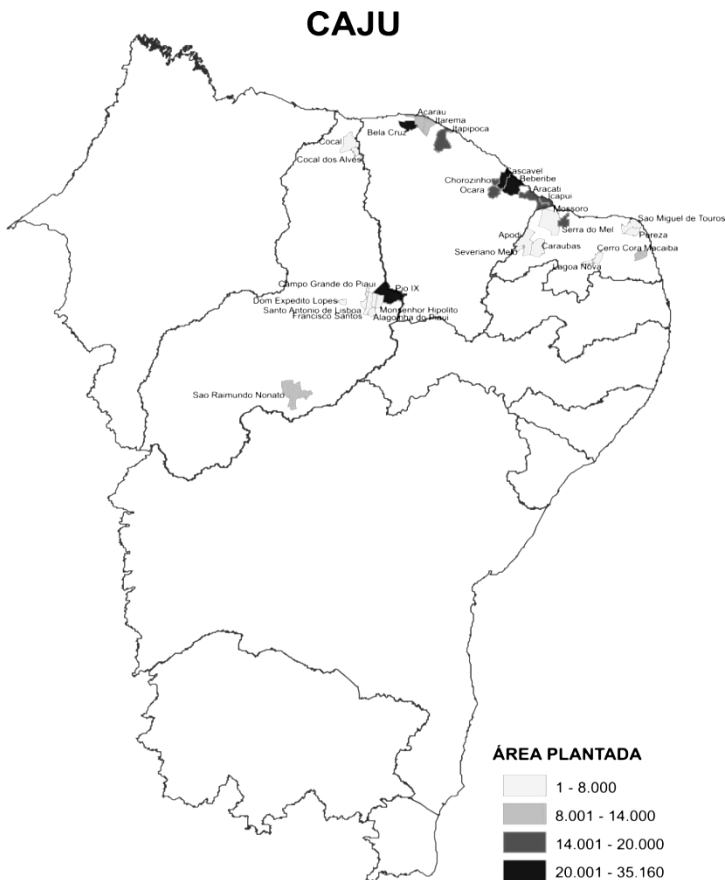 CAJU
Acarau
Itarema
Itapipoca
Bela Cruz
Cocal
Cocal dos Alves
Cascavel
Chorozinho
Beberibe
Ocara
Aracati
Icapui
Mossoro
Sao Miguel de Touros
Serra do Mel
Pureza
Apodi
Caraubas
Cerro Cora
Macaiba
Severiano Melo
Lagoa Nova
Campo Grande do Piaui
Pio IX
Dom Expedito Lopes
Santo Antonio de Lisboa
Monsenhor Hipolito
Francisco Santos
Alagoinha do Piaui
Sao Raimundo Nonato
ÁREA PLANTADA
1 - 8.000
8.001 - 14.000
14.001 - 20.000
20.001 - 35.160